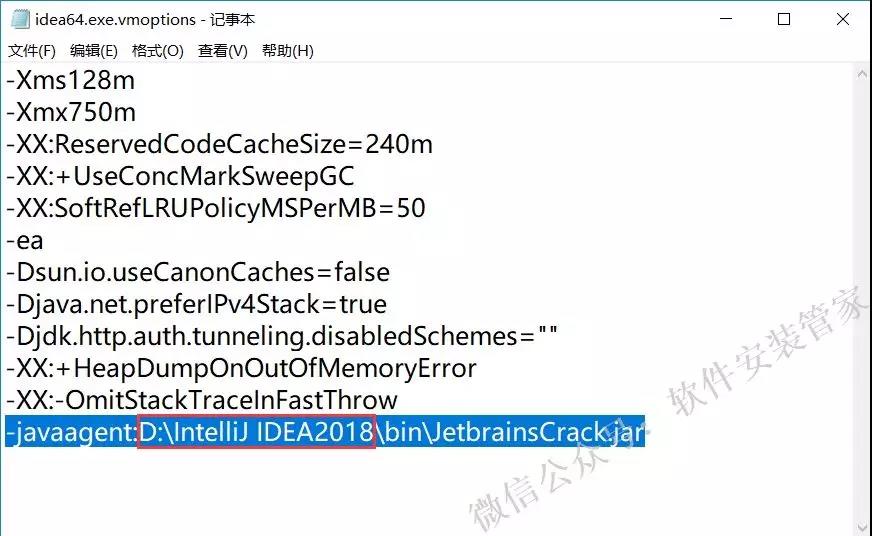 idea64.exe.vmoptions - 记事本
文件(F) 编辑(E) 格式(O) 查看(V) 帮助(H)
-Xms128m
-Xmx750m
-XX:ReservedCodeCacheSize=240m
-XX:+UseConcMarkSweepGC
-XX:SoftRefLRUPolicyMSPerMB=50
-ea
-Dsun.io.useCanonCaches=false
-Djava.net.preferIPv4Stack=true
-Djdk.http.auth.tunneling.disabledSchemes=""
-XX:+HeapDumpOnOutOfMemoryError
-XX:-OmitStackTraceInFastThrow
-javaagent:D:\IntelliJ IDEA2018\bin\JetbrainsCrack.jar
微信公众号：软件安装管家